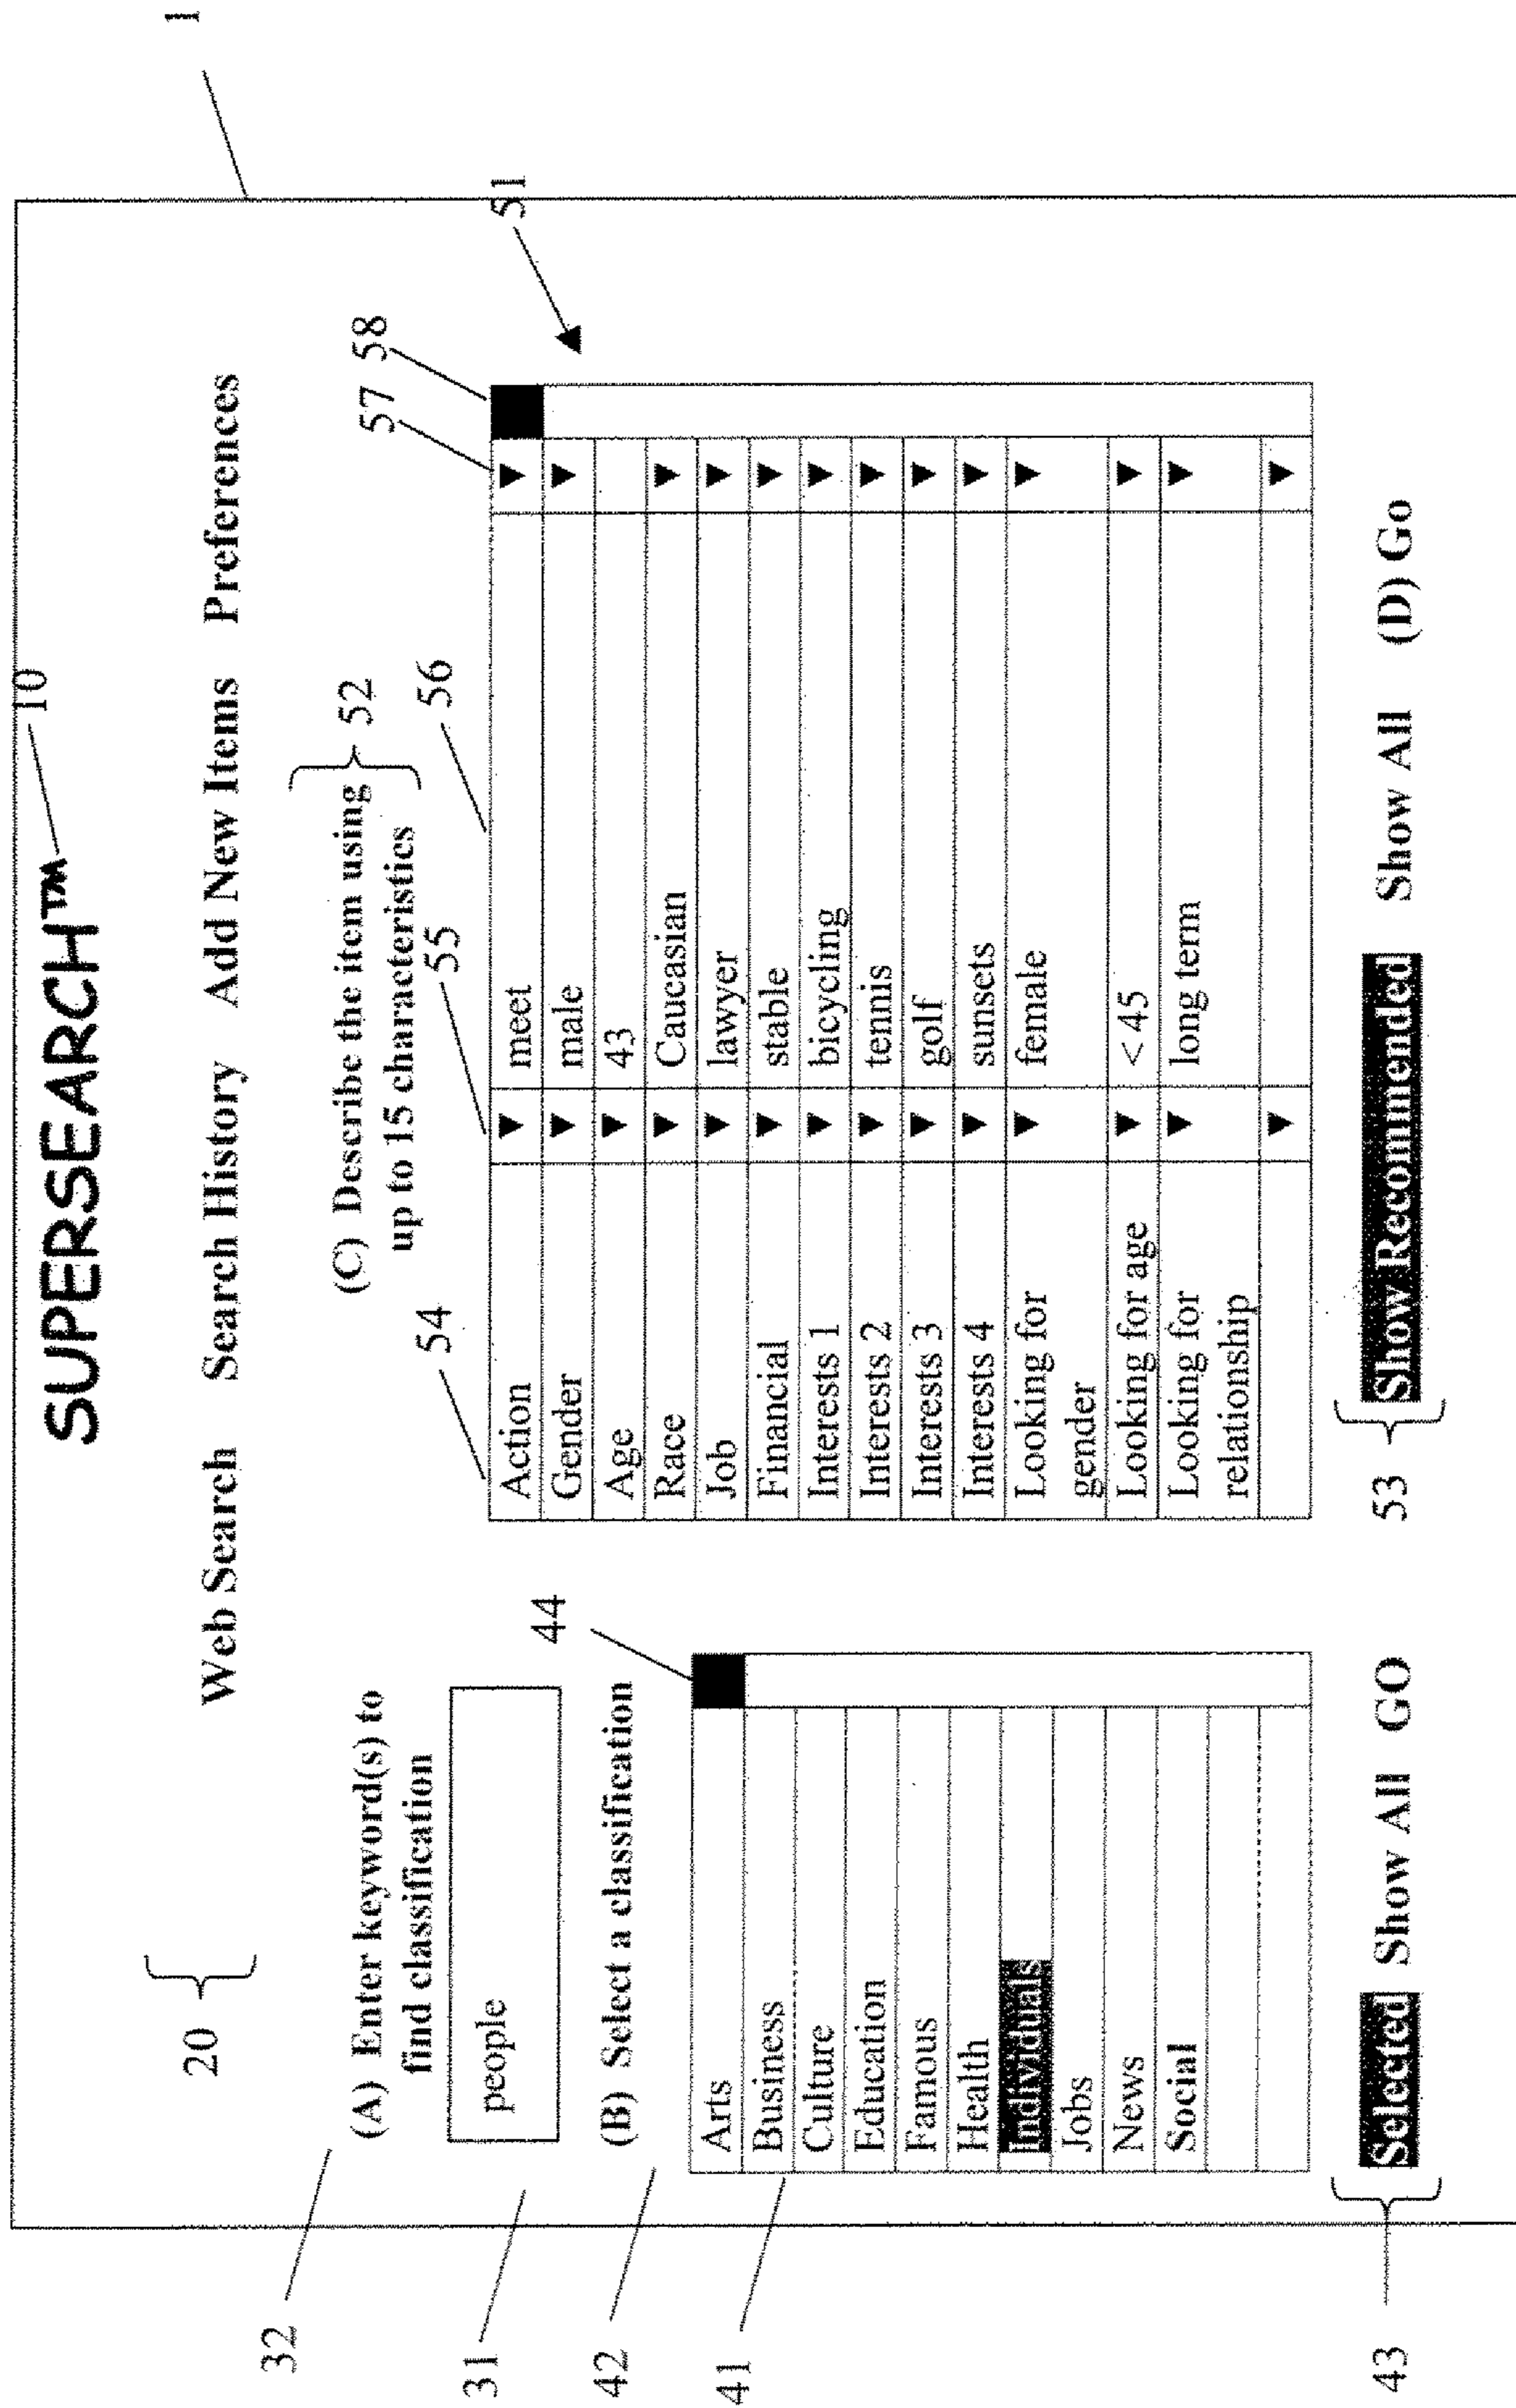 SUPERSEARCH™
10
1
20
Web Search Search History Add New Items Preferences
32
(A) Enter keyword(s) to
find classification
31
people
42
(B) Select a classification
44
41
Arts
Business
Culture
Education
Famous
Health
Individuals
Jobs
News
Social
43
Selected Show All GO
(C) Describe the item using
up to 15 characteristics
52
54
55
56
57
58
51
Action ▼ meet ▼
Gender ▼ male ▼
Age ▼ 43
Race ▼ Caucasian ▼
Job ▼ lawyer ▼
Financial ▼ stable ▼
Interests 1 ▼ bicycling ▼
Interests 2 ▼ tennis ▼
Interests 3 ▼ golf ▼
Interests 4 ▼ sunsets ▼
Looking for ▼ female ▼
gender
Looking for age ▼ < 45 ▼
Looking for ▼ long term ▼
relationship
▼ ▼
53
Show Recommended Show All (D) Go